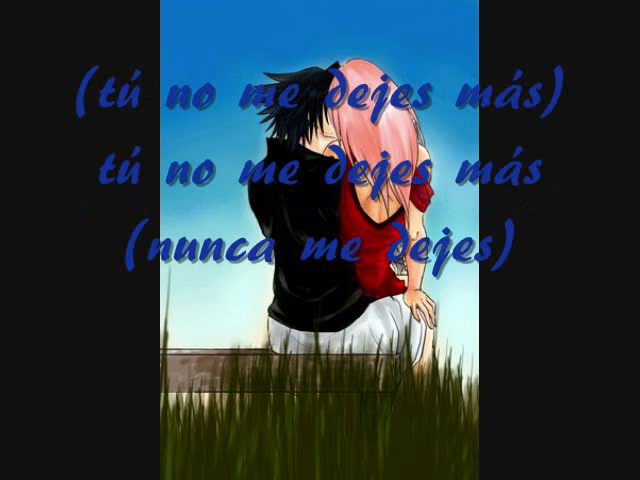 (tú no me dejes más)
tú no me dejes más
(nunca me dejes)